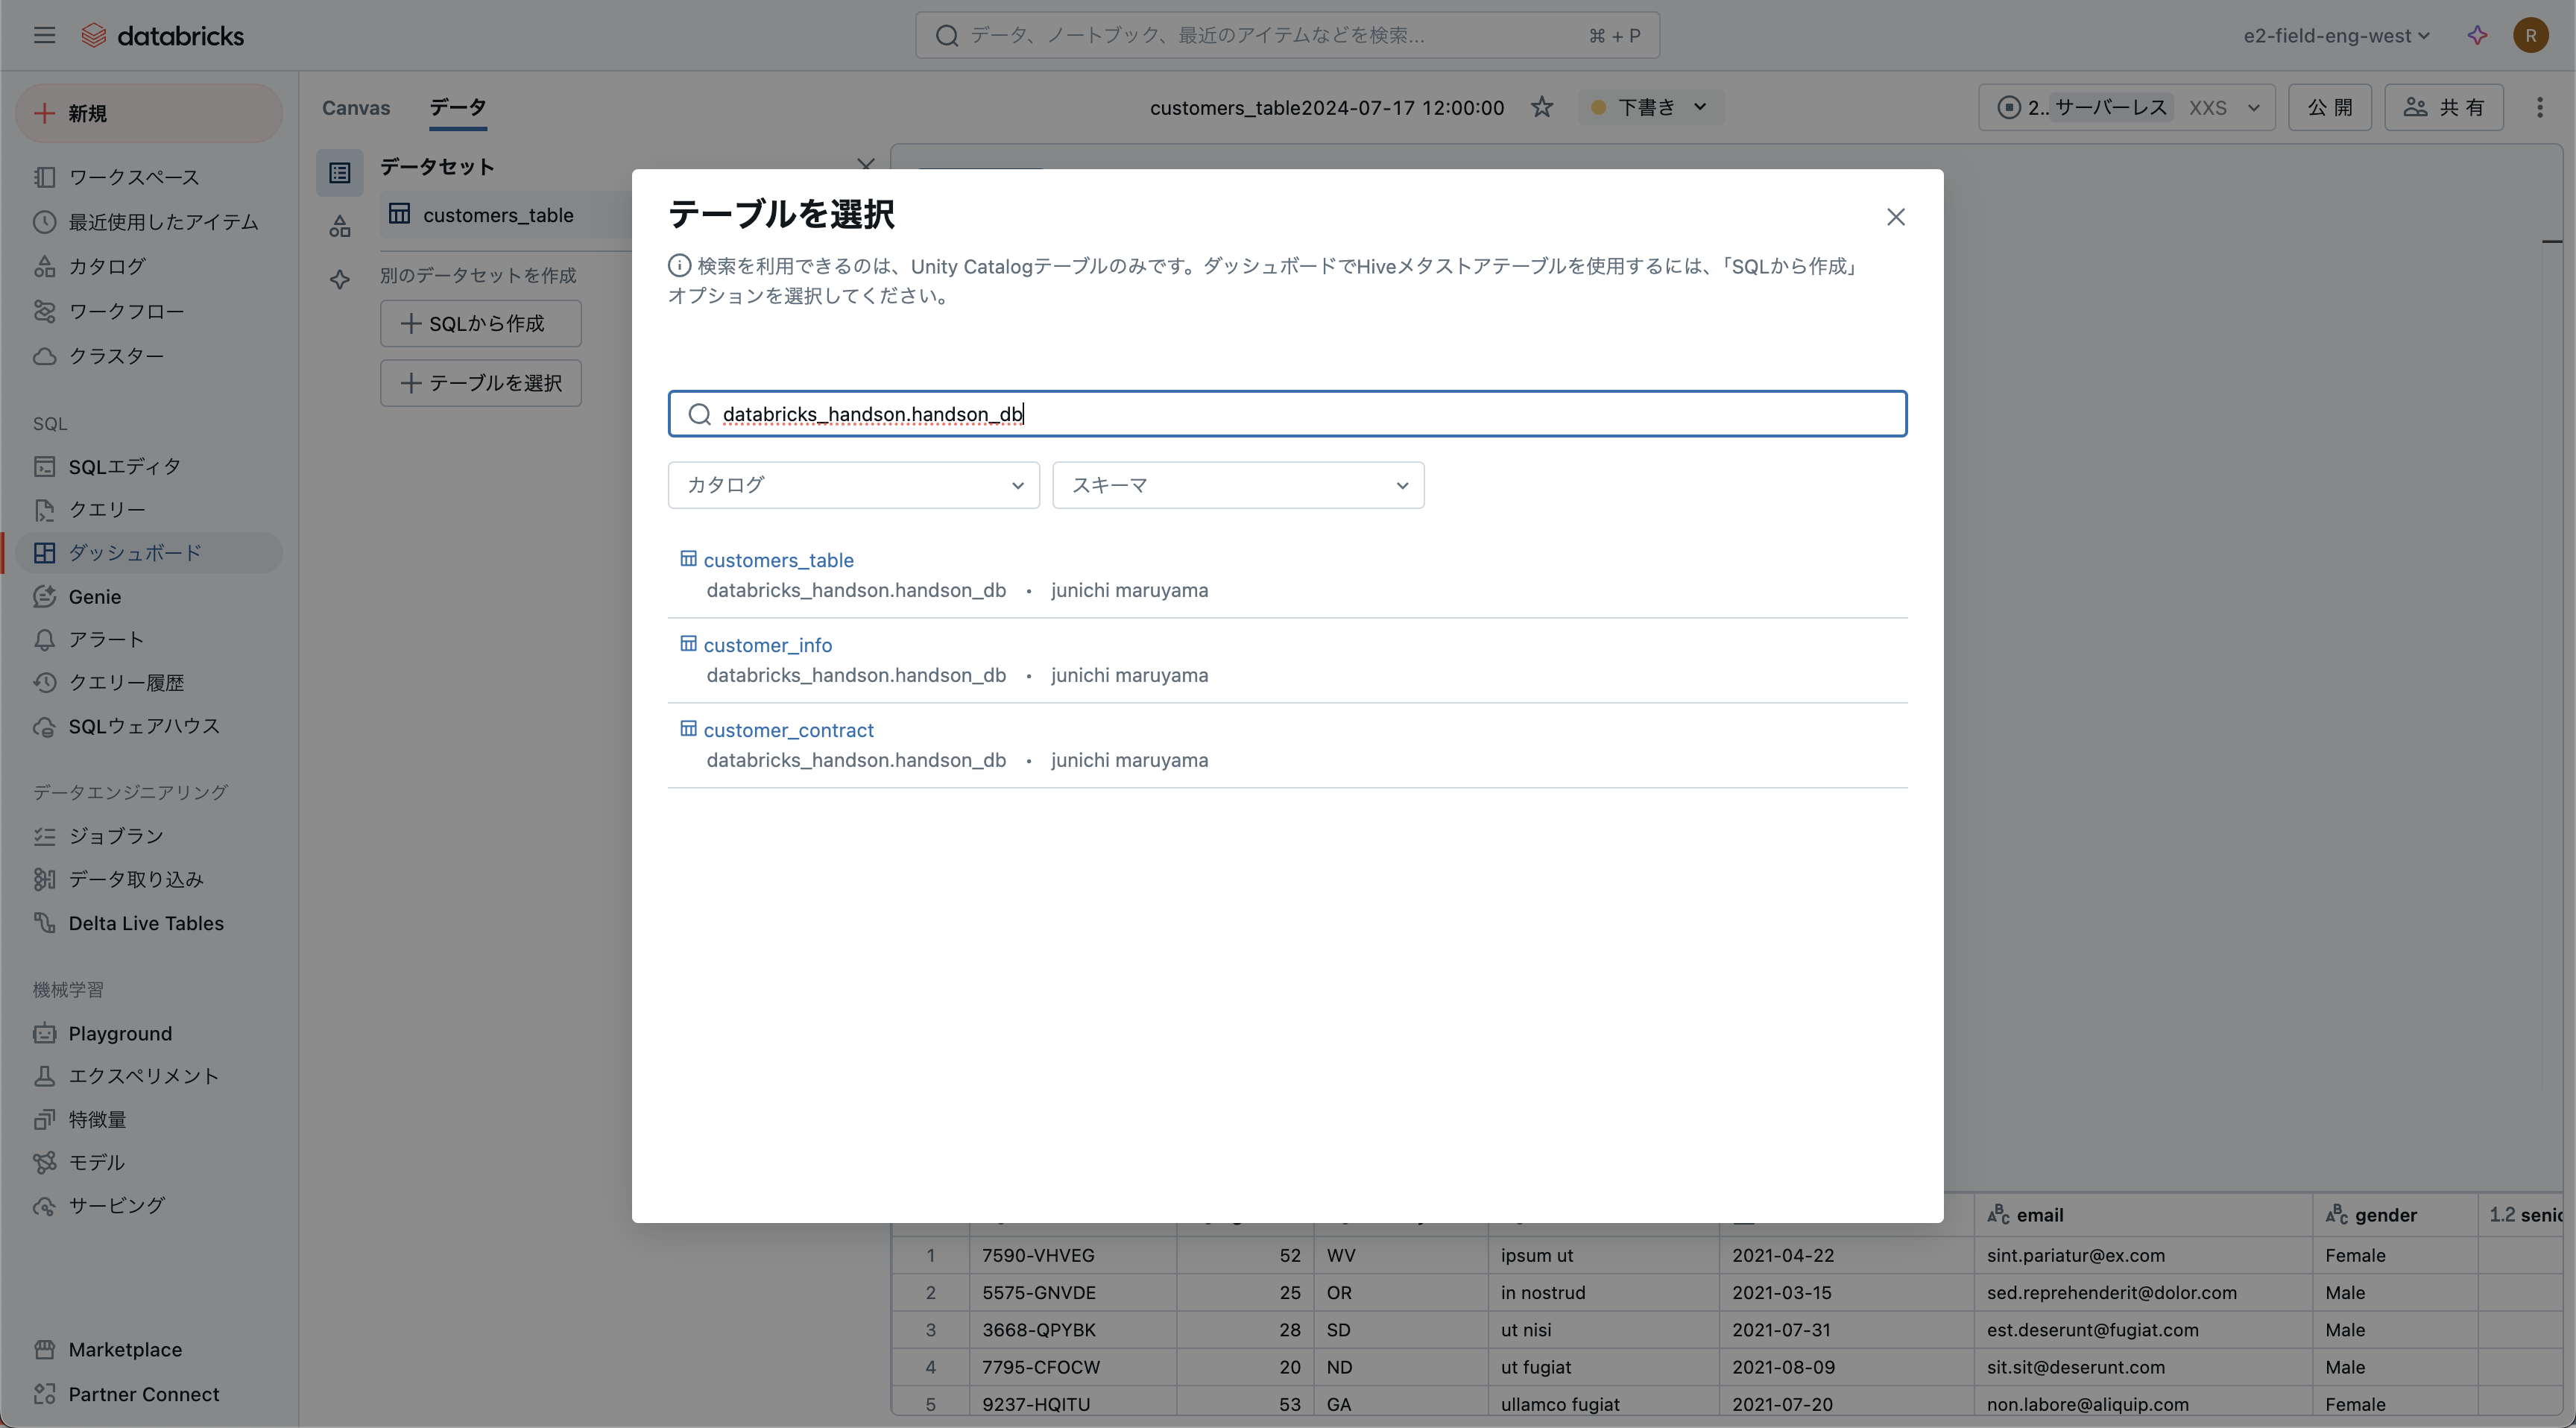 databricks
データ、ノートブック、最近のアイテムなどを検索...
⌘ + P
e2-field-eng-west
R
新規
ワークスペース
最近使用したアイテム
カタログ
ワークフロー
クラスター
SQL
SQLエディタ
クエリー
ダッシュボード
Genie
アラート
クエリー履歴
SQLウェアハウス
データエンジニアリング
ジョブラン
データ取り込み
Delta Live Tables
機械学習
Playground
エクスペリメント
特徴量
モデル
サービング
Marketplace
Partner Connect
Canvas
データ
customers_table2024-07-17 12:00:00
下書き
2.. サーバーレス XXS
公開
共有
データセット
customers_table
別のデータセットを作成
SQLから作成
テーブルを選択
テーブルを選択
検索を利用できるのは、Unity Catalogテーブルのみです。ダッシュボードでHiveメタストアテーブルを使用するには、「SQLから作成」
オプションを選択してください。
databricks_handson.handson_db
カタログ
スキーマ
customers_table
databricks_handson.handson_db • junichi maruyama
customer_info
databricks_handson.handson_db • junichi maruyama
customer_contract
databricks_handson.handson_db • junichi maruyama
ABC email ABC gender 1.2
1 7590-VHVEG 52 WV ipsum ut 2021-04-22 sint.pariatur@ex.com Female
2 5575-GNVDE 25 OR in nostrud 2021-03-15 sed.reprehenderit@dolor.com Male
3 3668-QPYBK 28 SD ut nisi 2021-07-31 est.deserunt@fugiat.com Male
4 7795-CFOCW 20 ND ut fugiat 2021-08-09 sit.sit@deserunt.com Male
5 9237-HQITU 53 GA ullamco fugiat 2021-07-20 non.labore@aliquip.com Female